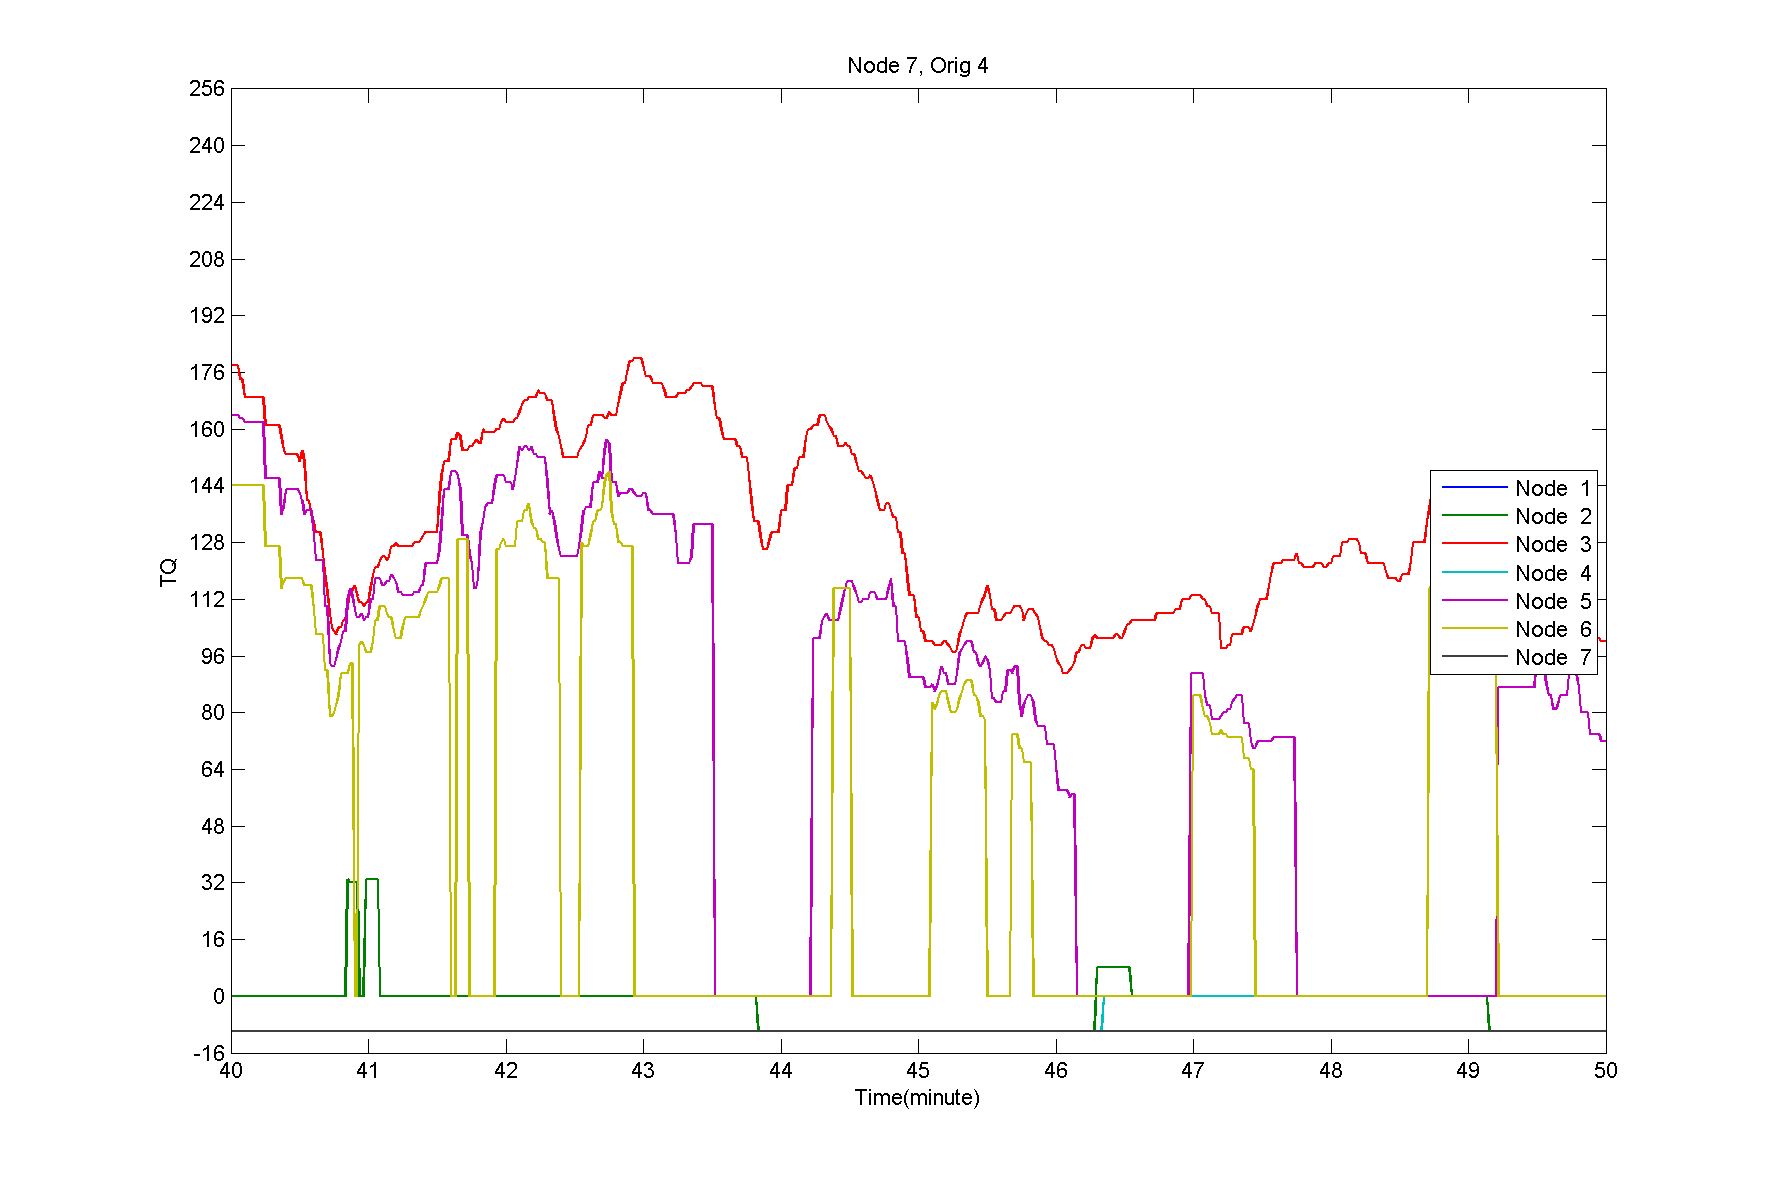 Node 7, Orig 4
256
240
224
208
192
176
160
144
128
112
96
80
64
48
32
16
0
-16
TQ
Node 1
Node 2
Node 3
Node 4
Node 5
Node 6
Node 7
40 41 42 43 44 45 46 47 48 49 50
Time(minute)